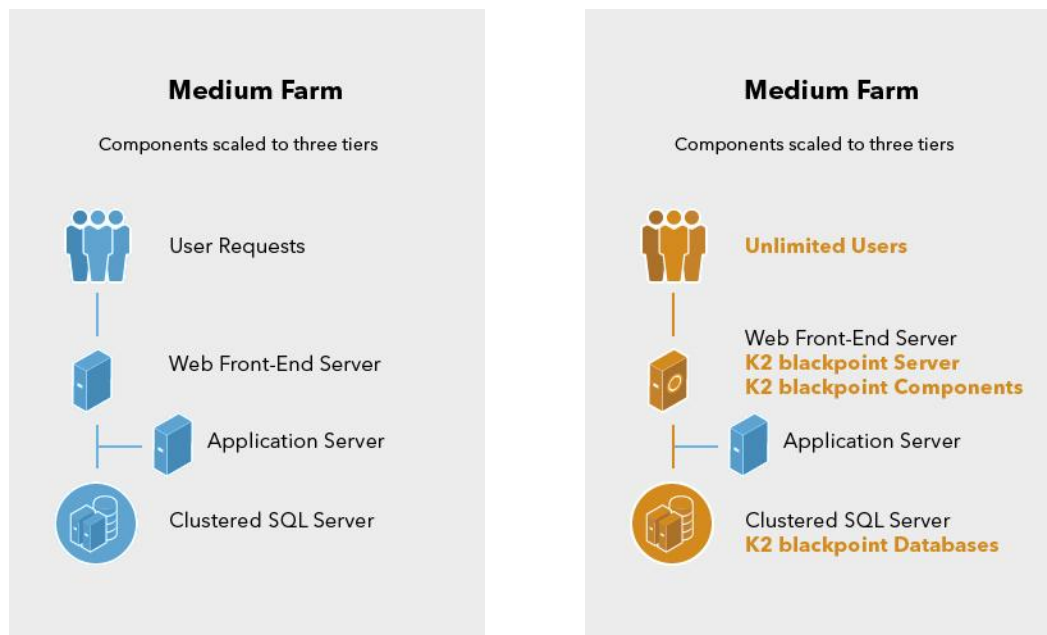 Medium Farm
Components scaled to three tiers
User Requests
Web Front-End Server
Application Server
Clustered SQL Server
Medium Farm
Components scaled to three tiers
Unlimited Users
Web Front-End Server
K2 blackpoint Server
K2 blackpoint Components
Application Server
Clustered SQL Server
K2 blackpoint Databases